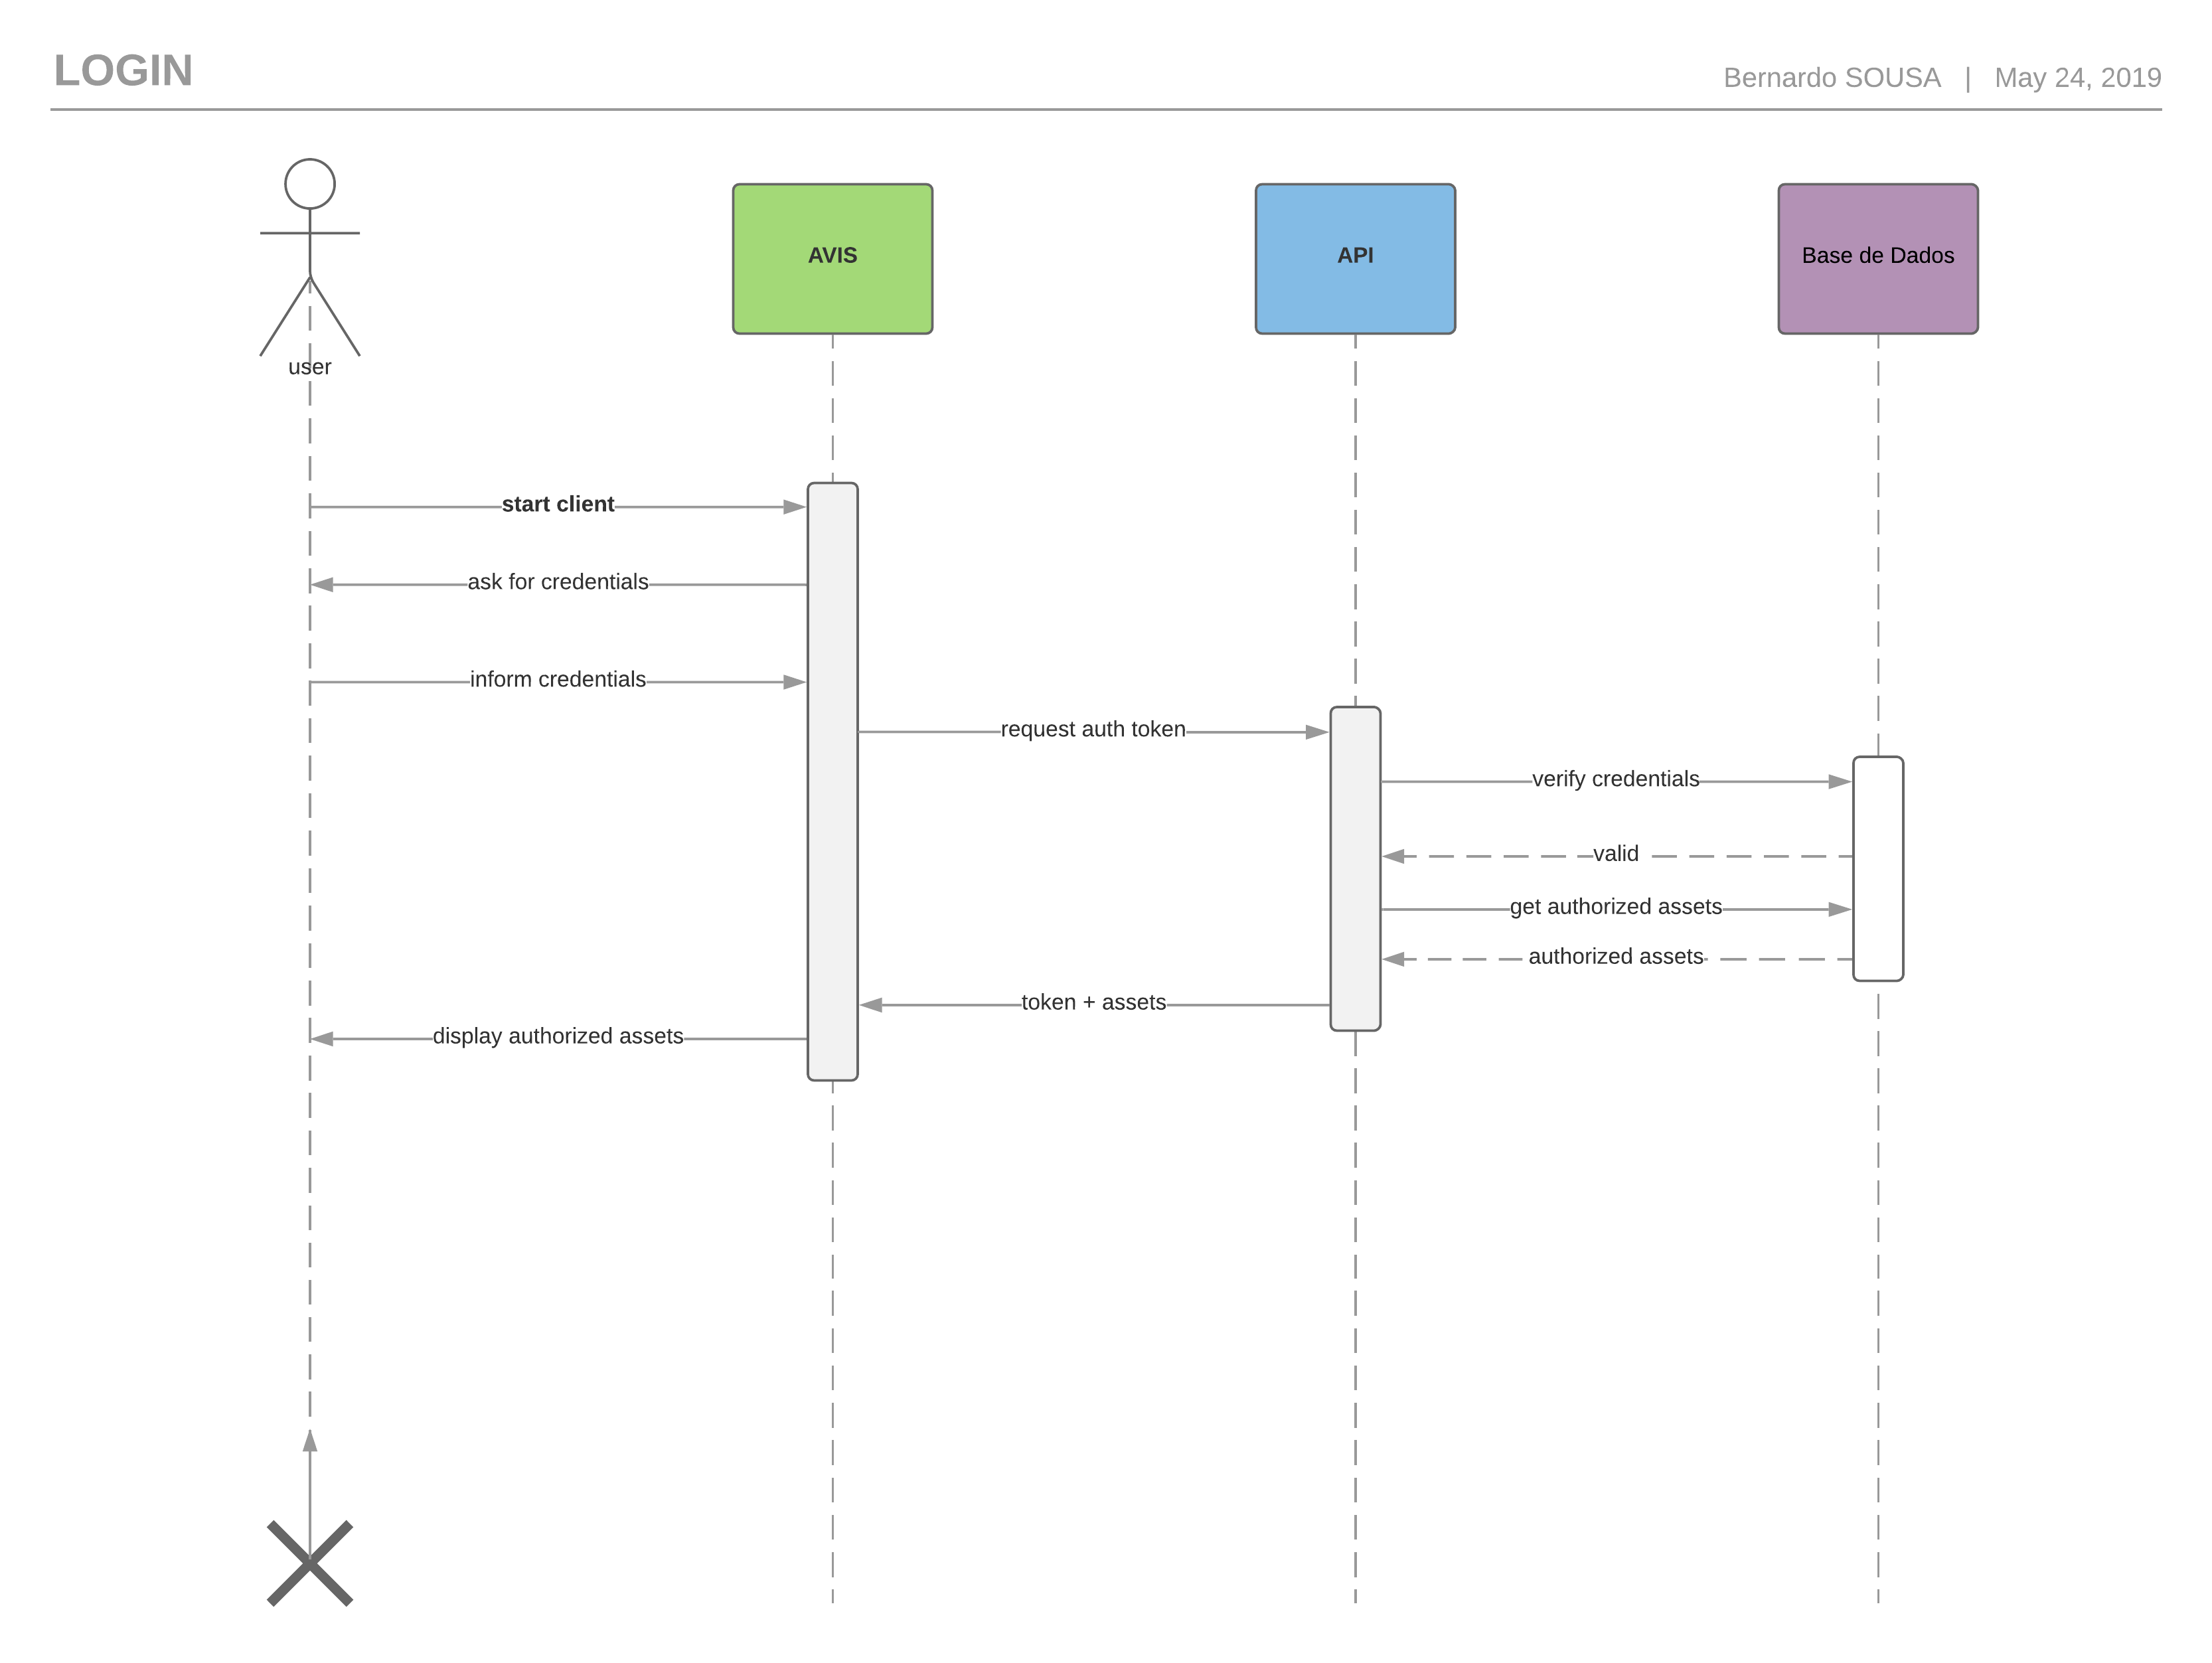 LOGIN
Bernardo SOUSA | May 24, 2019
user
AVIS
API
Base de Dados
start client
ask for credentials
inform credentials
request auth token
verify credentials
valid
get authorized assets
authorized assets
token + assets
display authorized assets